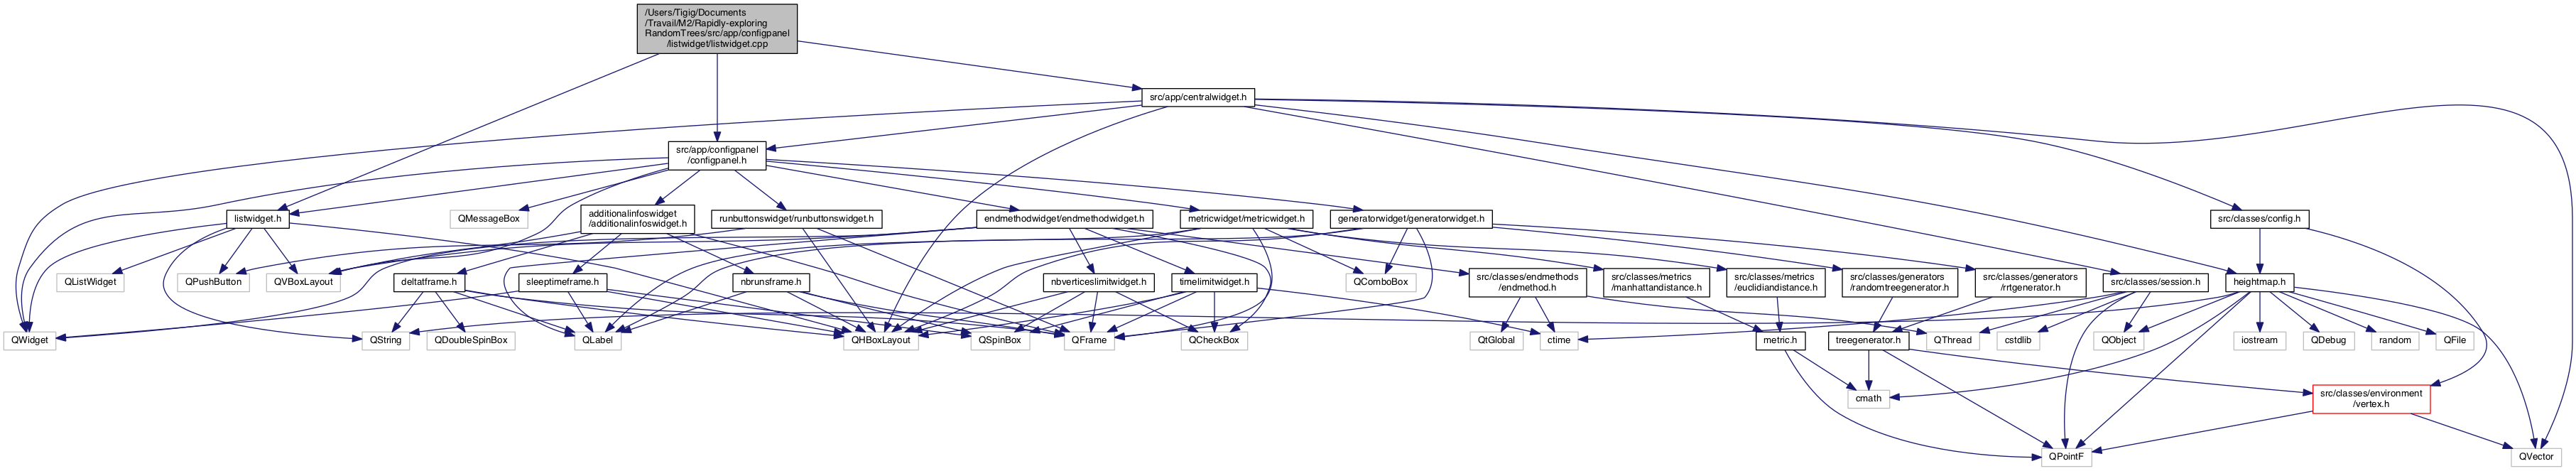 /Users/Tigig/Documents
/Travail/M2/Rapidly-exploring
RandomTrees/src/app/configpanel
/listwidget/listwidget.cpp
src/app/centralwidget.h
src/app/configpanel
/configpanel.h
listwidget.h
QMessageBox
additionalinfoswidget
/additionalinfoswidget.h
runbuttonswidget/runbuttonswidget.h
endmethodwidget/endmethodwidget.h
metricwidget/metricwidget.h
generatorwidget/generatorwidget.h
src/classes/config.h
QListWidget
QPushButton
QVBoxLayout
deltatframe.h
sleeptimeframe.h
nbrunsframe.h
nbverticeslimitwidget.h
timelimitwidget.h
QComboBox
src/classes/endmethods
/endmethod.h
src/classes/metrics
/manhattandistance.h
src/classes/metrics
/euclidiandistance.h
src/classes/generators
/randomtreegenerator.h
src/classes/generators
/rrtgenerator.h
src/classes/session.h
heightmap.h
QWidget
QString
QDoubleSpinBox
QLabel
QHBoxLayout
QSpinBox
QFrame
QCheckBox
QtGlobal
ctime
metric.h
treegenerator.h
QThread
cstdlib
QObject
iostream
QDebug
random
QFile
cmath
src/classes/environment
/vertex.h
QPointF
QVector